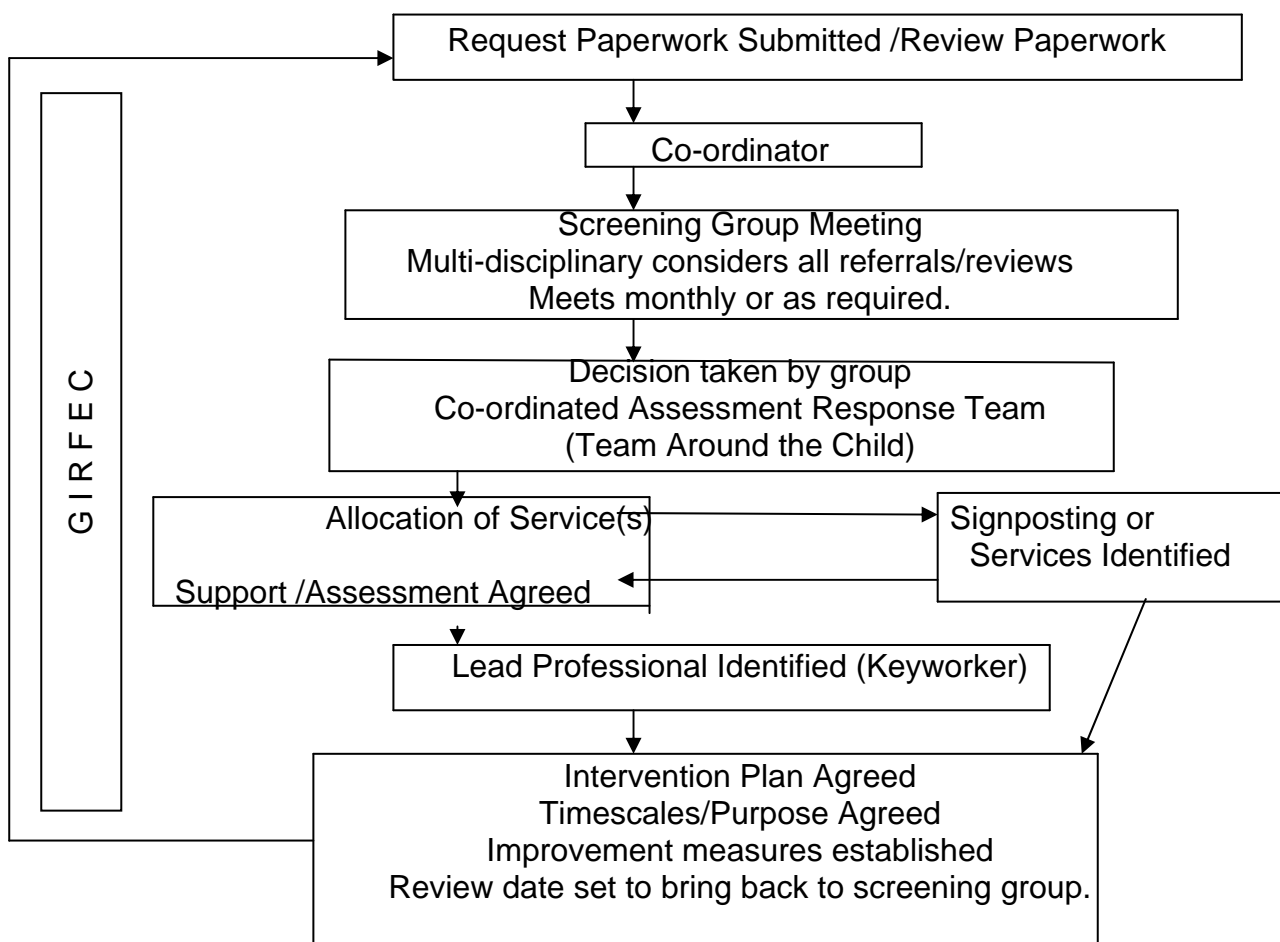 Request Paperwork Submitted /Review Paperwork
Co-ordinator
Screening Group Meeting
Multi-disciplinary considers all referrals/reviews
Meets monthly or as required.
Decision taken by group
Co-ordinated Assessment Response Team
(Team Around the Child)
Allocation of Service(s)
Support /Assessment Agreed
Signposting or
Services Identified
Lead Professional Identified (Keyworker)
Intervention Plan Agreed
Timescales/Purpose Agreed
Improvement measures established
Review date set to bring back to screening group.
G I R F E C